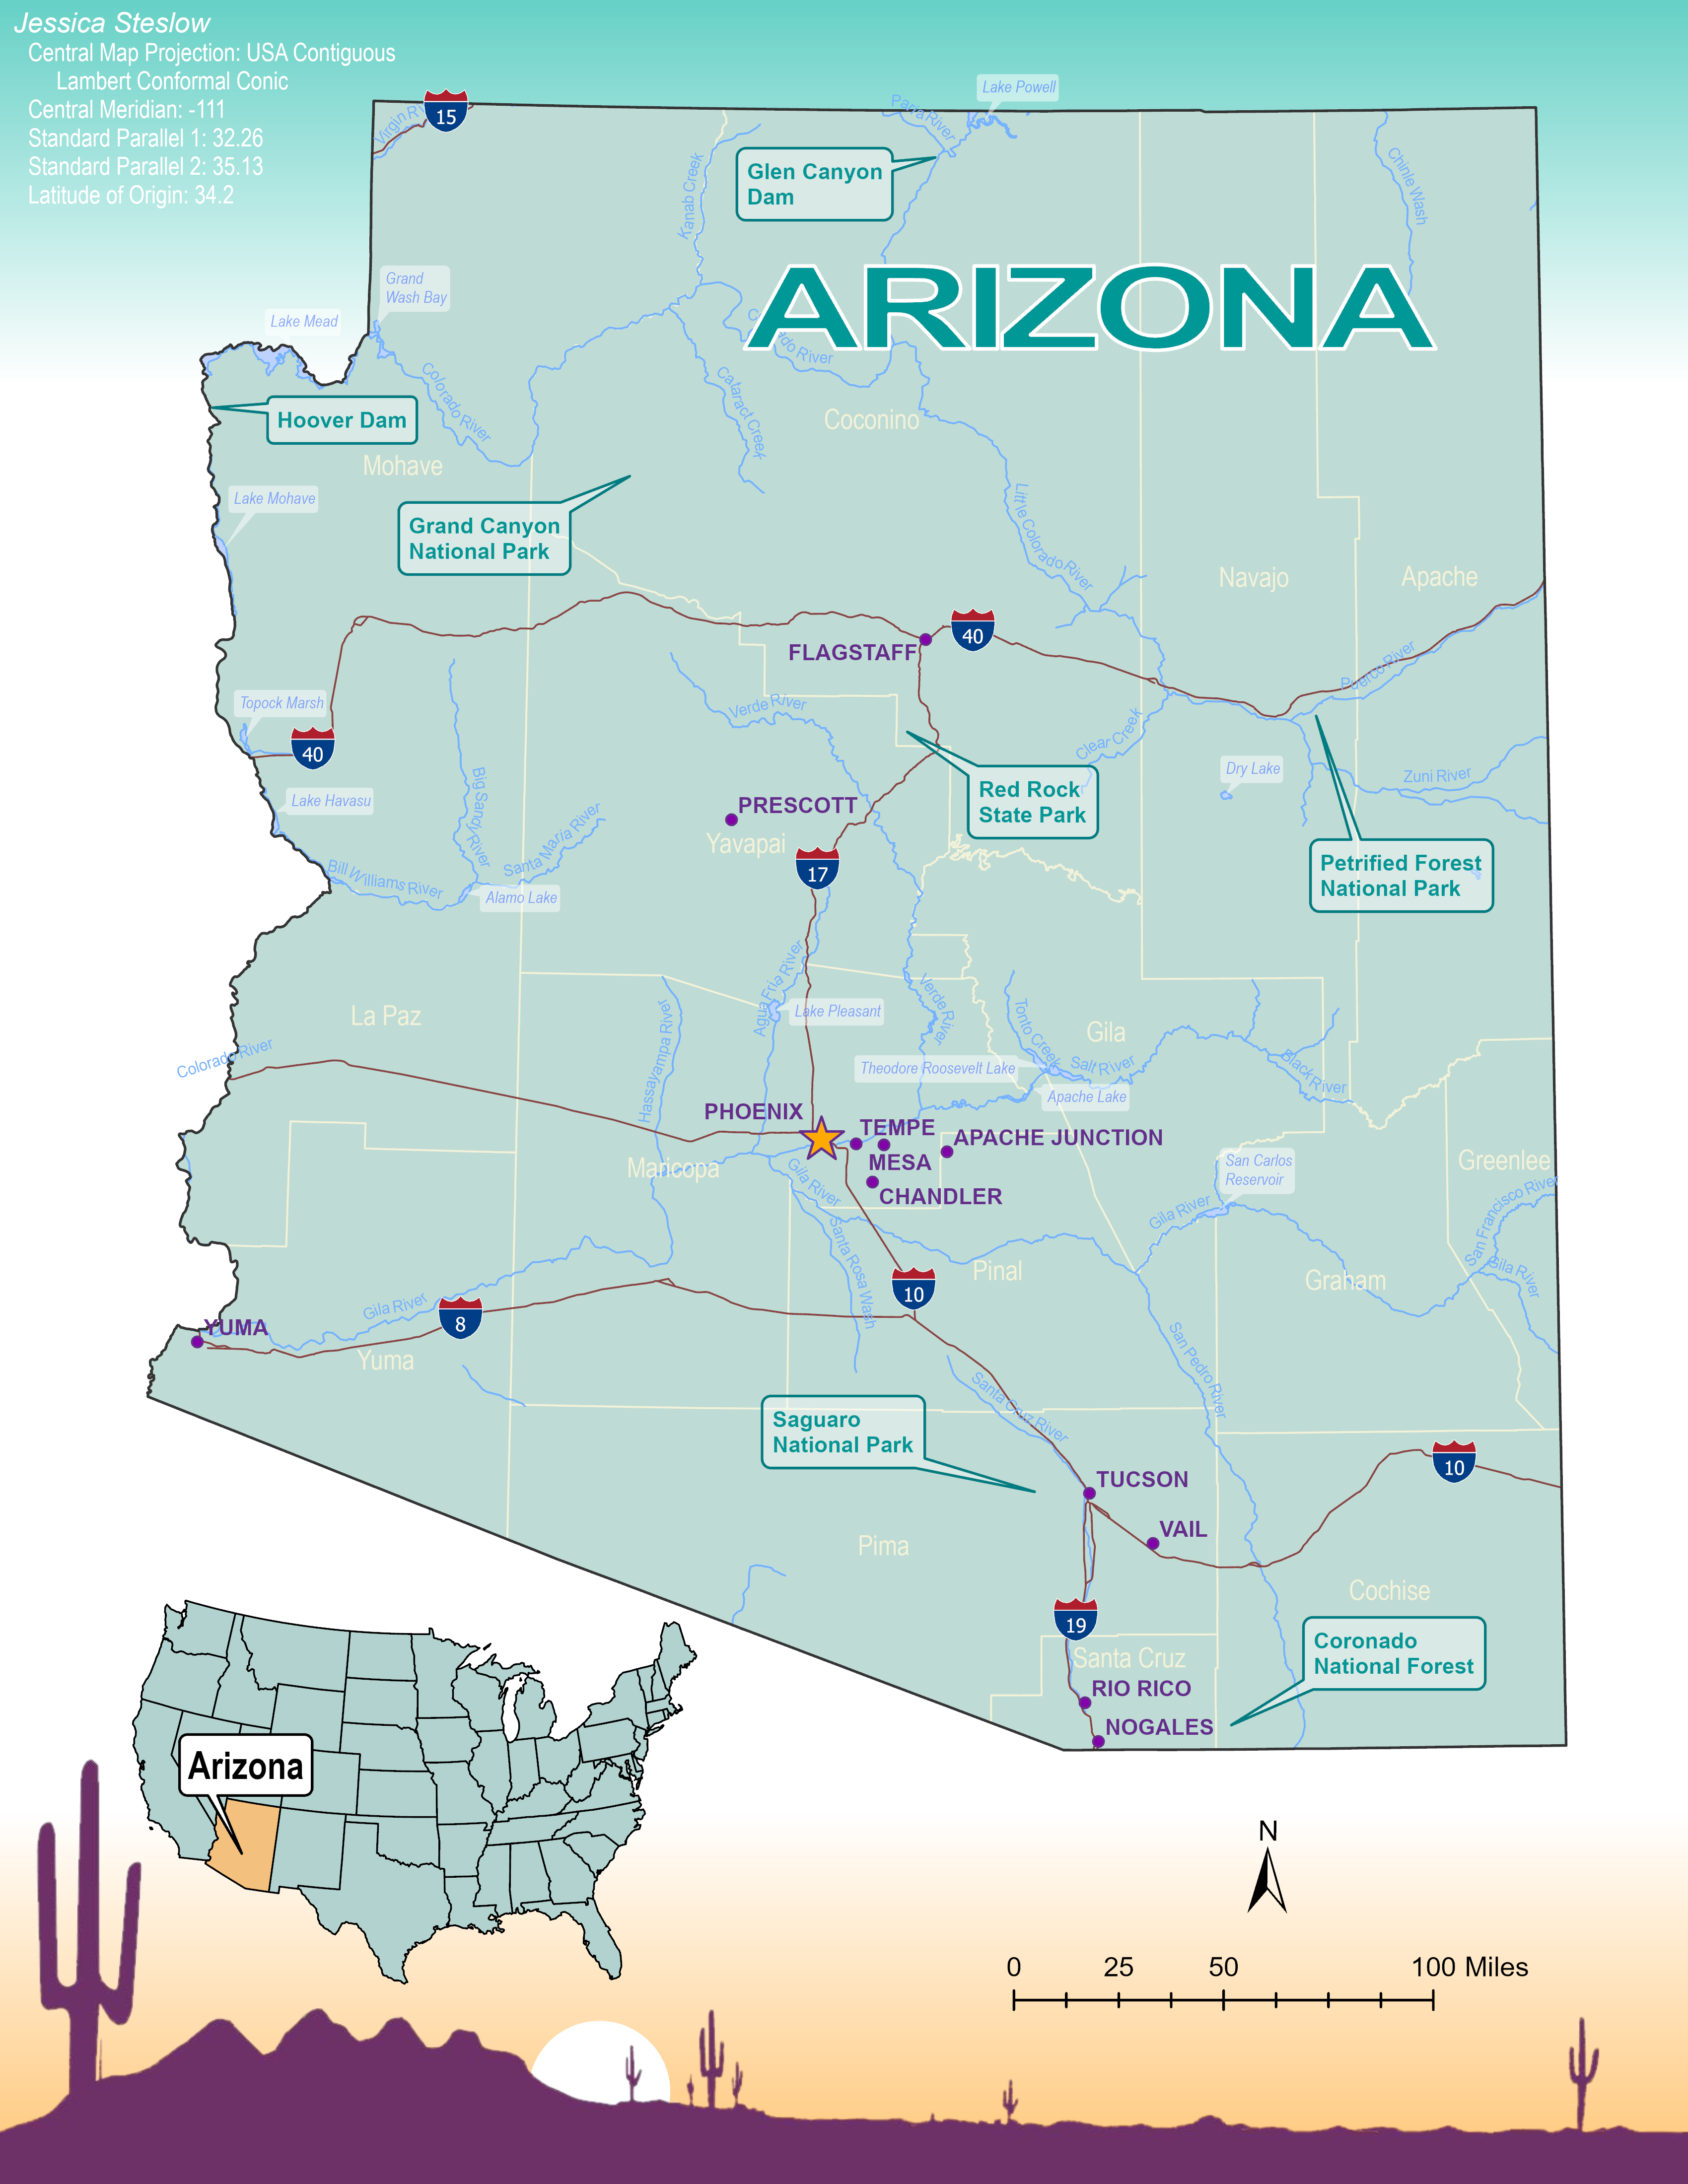 Jessica Steslow
Central Map Projection: USA Contiguous
Lambert Conformal Conic
Central Meridian: -111
Standard Parallel 1: 32.26
Standard Parallel 2: 35.13
Latitude of Origin: 34.2
15
Virgin
Lake Powell
Paria River
Glen Canyon
Dam
Kanab Creek
Chinle Wash
ARIZONA
Grand
Wash Bay
Lake Mead
Colorado River
Colorado River
Cataract Creek
Hoover Dam
Coconino
Mohave
Lake Mohave
Grand Canyon
National Park
Little Colorado River
Navajo
Apache
FLAGSTAFF
40
Puerco River
Topock Marsh
Verde River
Clear Creek
40
Dry Lake
Zuni River
Red Rock
State Park
Lake Havasu
Big Sandy River
PRESCOTT
Santa Maria River
Yavapai
17
Petrified Forest
National Park
Bill Williams River
Alamo Lake
La Paz
Hassayampa River
Agua Fria River
Lake Pleasant
Verde River
Tonto Creek
Gila
Colorado River
Theodore Roosevelt Lake
Salt River
Black River
Apache Lake
PHOENIX
TEMPE
APACHE JUNCTION
MESA
Maricopa
CHANDLER
San Carlos
Reservoir
Greenlee
Gila River
Gila River
San Francisco River
Santa Rosa Wash
Pinal
Graham
Gila River
10
Gila River
8
YUMA
Yuma
San Pedro River
Santa Cruz River
Saguaro
National Park
TUCSON
10
VAIL
Pima
Cochise
19
Santa Cruz
Coronado
National Forest
RIO RICO
NOGALES
Arizona
N
0 25 50 100 Miles